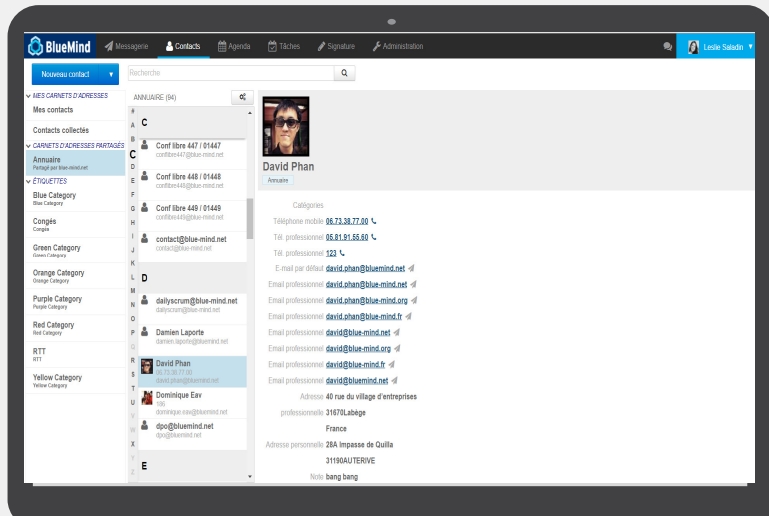 BlueMind
Messagerie
Contacts
Agenda
Tâches
Signature
Administration
Leslie Saladin
Nouveau contact
Recherche
MES CARNETS D'ADRESSES
Mes contacts
Contacts collectés
CARNETS D'ADRESSES PARTAGÉS
Annuaire
Partagé par blue-mind.net
ÉTIQUETTES
Blue Category
Blue Category
Congés
Congés
Green Category
Green Category
Orange Category
Orange Category
Purple Category
Purple Category
Red Category
Red Category
RTT
RTT
Yellow Category
Yellow Category
ANNUAIRE (94)
#
A
B
C
D
E
F
G
H
I
J
K
L
M
N
O
P
Q
R
S
T
U
V
W
X
Y
Z
C
Conf libre 447 / 01447
conflibre447@blue-mind.net
Conf libre 448 / 01448
conflibre448@blue-mind.net
Conf libre 449 / 01449
conflibre449@blue-mind.net
contact@blue-mind.net
contact@blue-mind.net
D
dailyscrum@blue-mind.net
dailyscrum@blue-mind.net
Damien Laporte
damien.laporte@bluemind.net
David Phan
06.73.38.77.00
david.phan@bluemind.net
Dominique Eav
196
dominique.eav@bluemind.net
dpo@bluemind.net
dpo@bluemind.net
E
David Phan
Annuaire
Catégories
Téléphone mobile 06.73.38.77.00
Tél. professionnel 05.81.91.55.60
Tél. professionnel 123
E-mail par défaut david.phan@bluemind.net
Email professionnel david.phan@blue-mind.net
Email professionnel david.phan@blue-mind.org
Email professionnel david.phan@blue-mind.fr
Email professionnel david@blue-mind.net
Email professionnel david@blue-mind.org
Email professionnel david@blue-mind.fr
Email professionnel david@bluemind.net
Adresse 40 rue du village d'entreprises
professionnelle 31670Labège
France
Adresse personnelle 28A Impasse de Quilla
31190AUTERIVE
Note bang bang